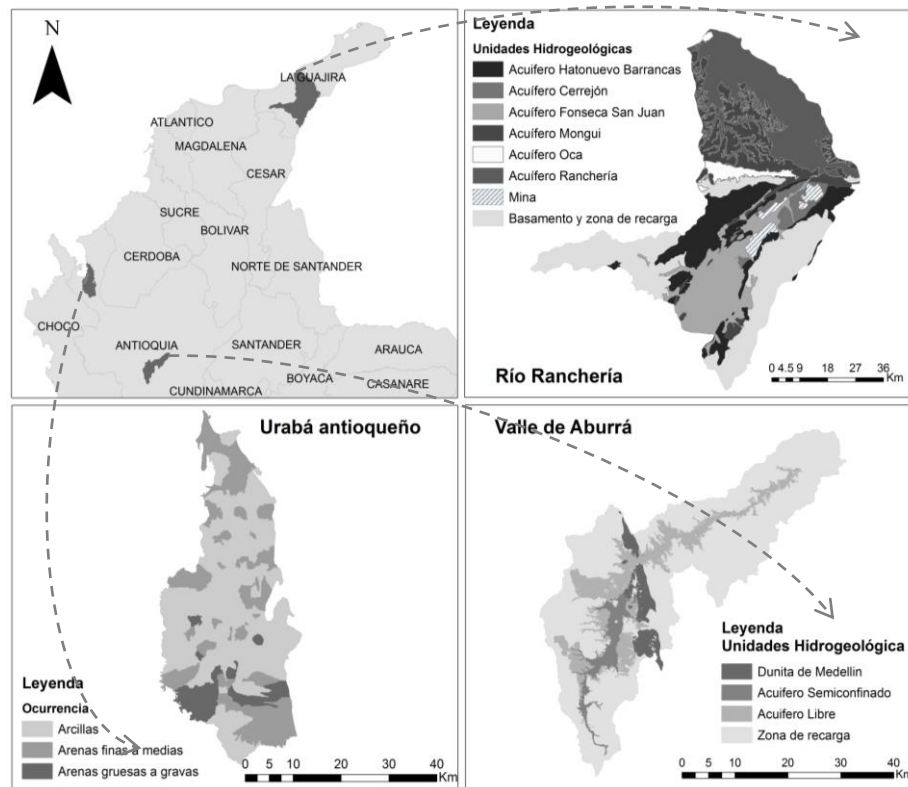 N
LA GUAJIRA
ATLANTICO
MAGDALENA
CESAR
SUCRE
BOLIVAR
CERDOBA
NORTE DE SANTANDER
CHOCO
ANTIOQUIA
SANTANDER
ARAUCA
BOYACA
CUNDINAMARCA
CASANARE
Leyenda
Unidades Hidrogeológicas
Acuifero Hatonuevo Barrancas
Acuífero Cerrejón
Acuífero Fonseca San Juan
Acuífero Mongui
Acuífero Oca
Acuífero Ranchería
Mina
Basamento y zona de recarga
Río Ranchería
0 4.5 9 18 27 36
Km
Urabá antioqueño
Leyenda
Ocurrencia
Arcillas
Arenas finas a medias
Arenas gruesas a gravas
0 5 10 20 30 40
Km
Valle de Aburrá
Leyenda
Unidades Hidrogeológica
Dunita de Medellin
Acuifero Semiconfinado
Acuifero Libre
Zona de recarga
0 5 10 20 30 40
Km